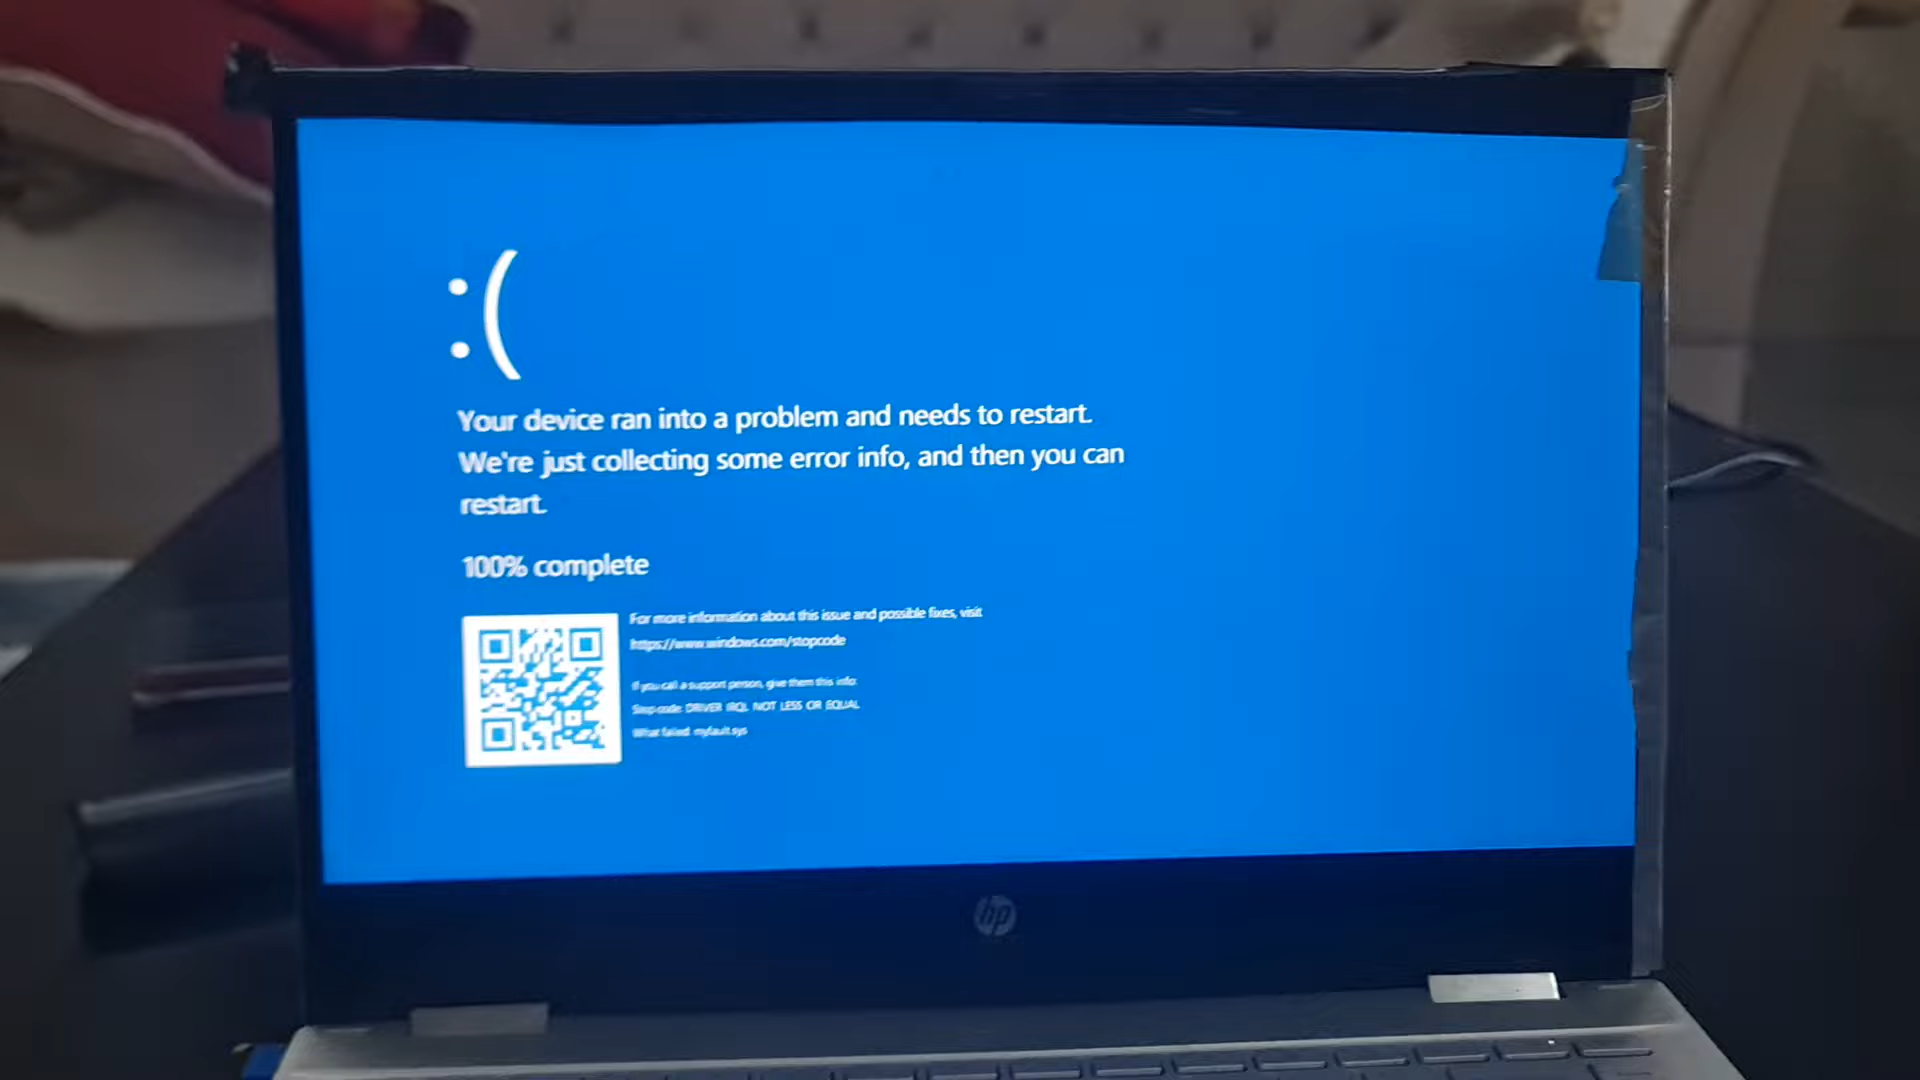 :(
Your device ran into a problem and needs to restart.
We're just collecting some error info, and then you can
restart.
100% complete
For more information about this issue and possible fixes, visit
https://www.windows.com/stopcode
If you call a support person, give them this info:
Stop code: DRIVER IRQL NOT LESS OR EQUAL
What failed: myfault.sys
hp